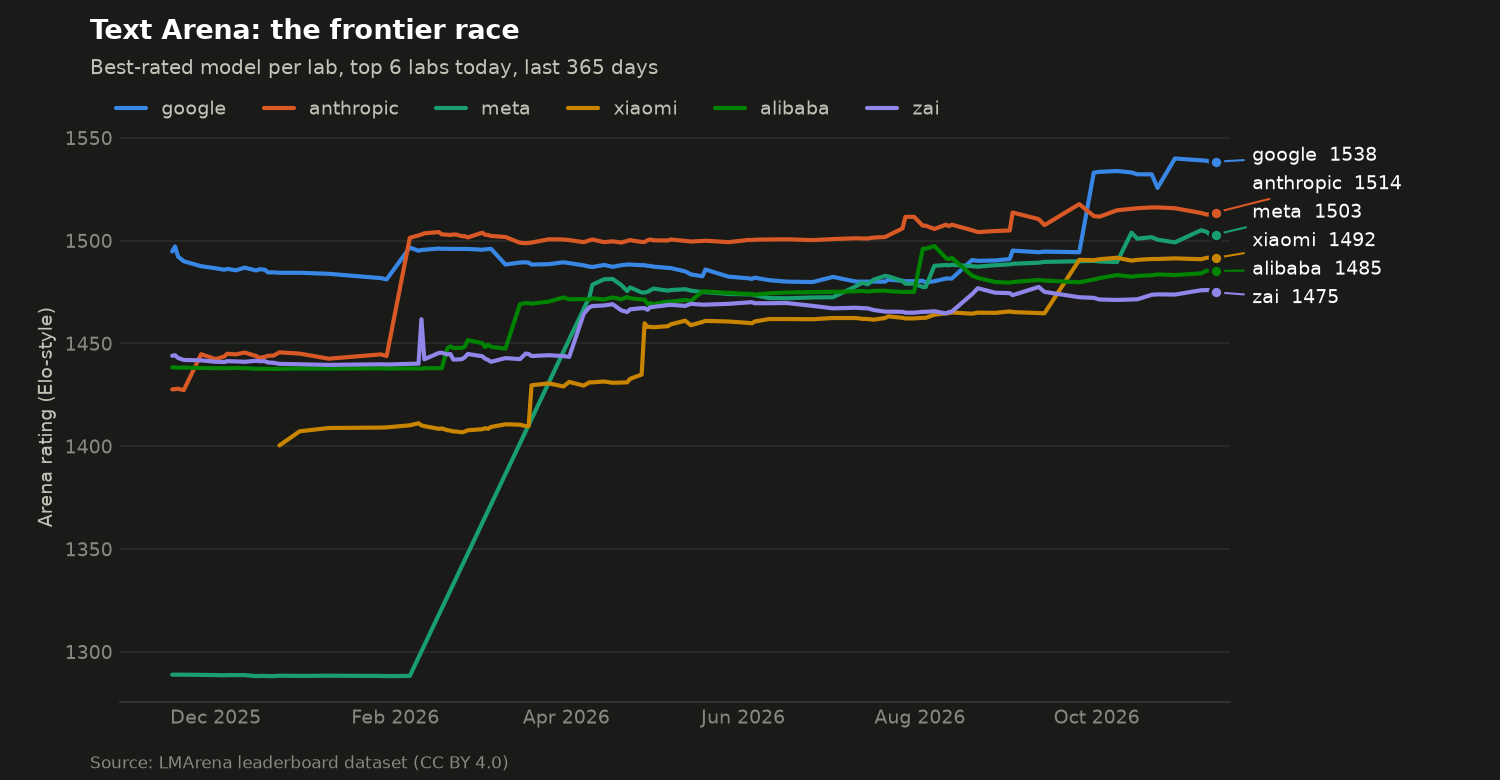 Text Arena: the frontier race
Best-rated model per lab, top 6 labs today, last 365 days
google anthropic meta xiaomi alibaba zai
1550
1500
1450
1400
1350
1300
Arena rating (Elo-style)
google 1538
anthropic 1514
meta 1503
xiaomi 1492
alibaba 1485
zai 1475
Dec 2025 Feb 2026 Apr 2026 Jun 2026 Aug 2026 Oct 2026
Source: LMArena leaderboard dataset (CC BY 4.0)